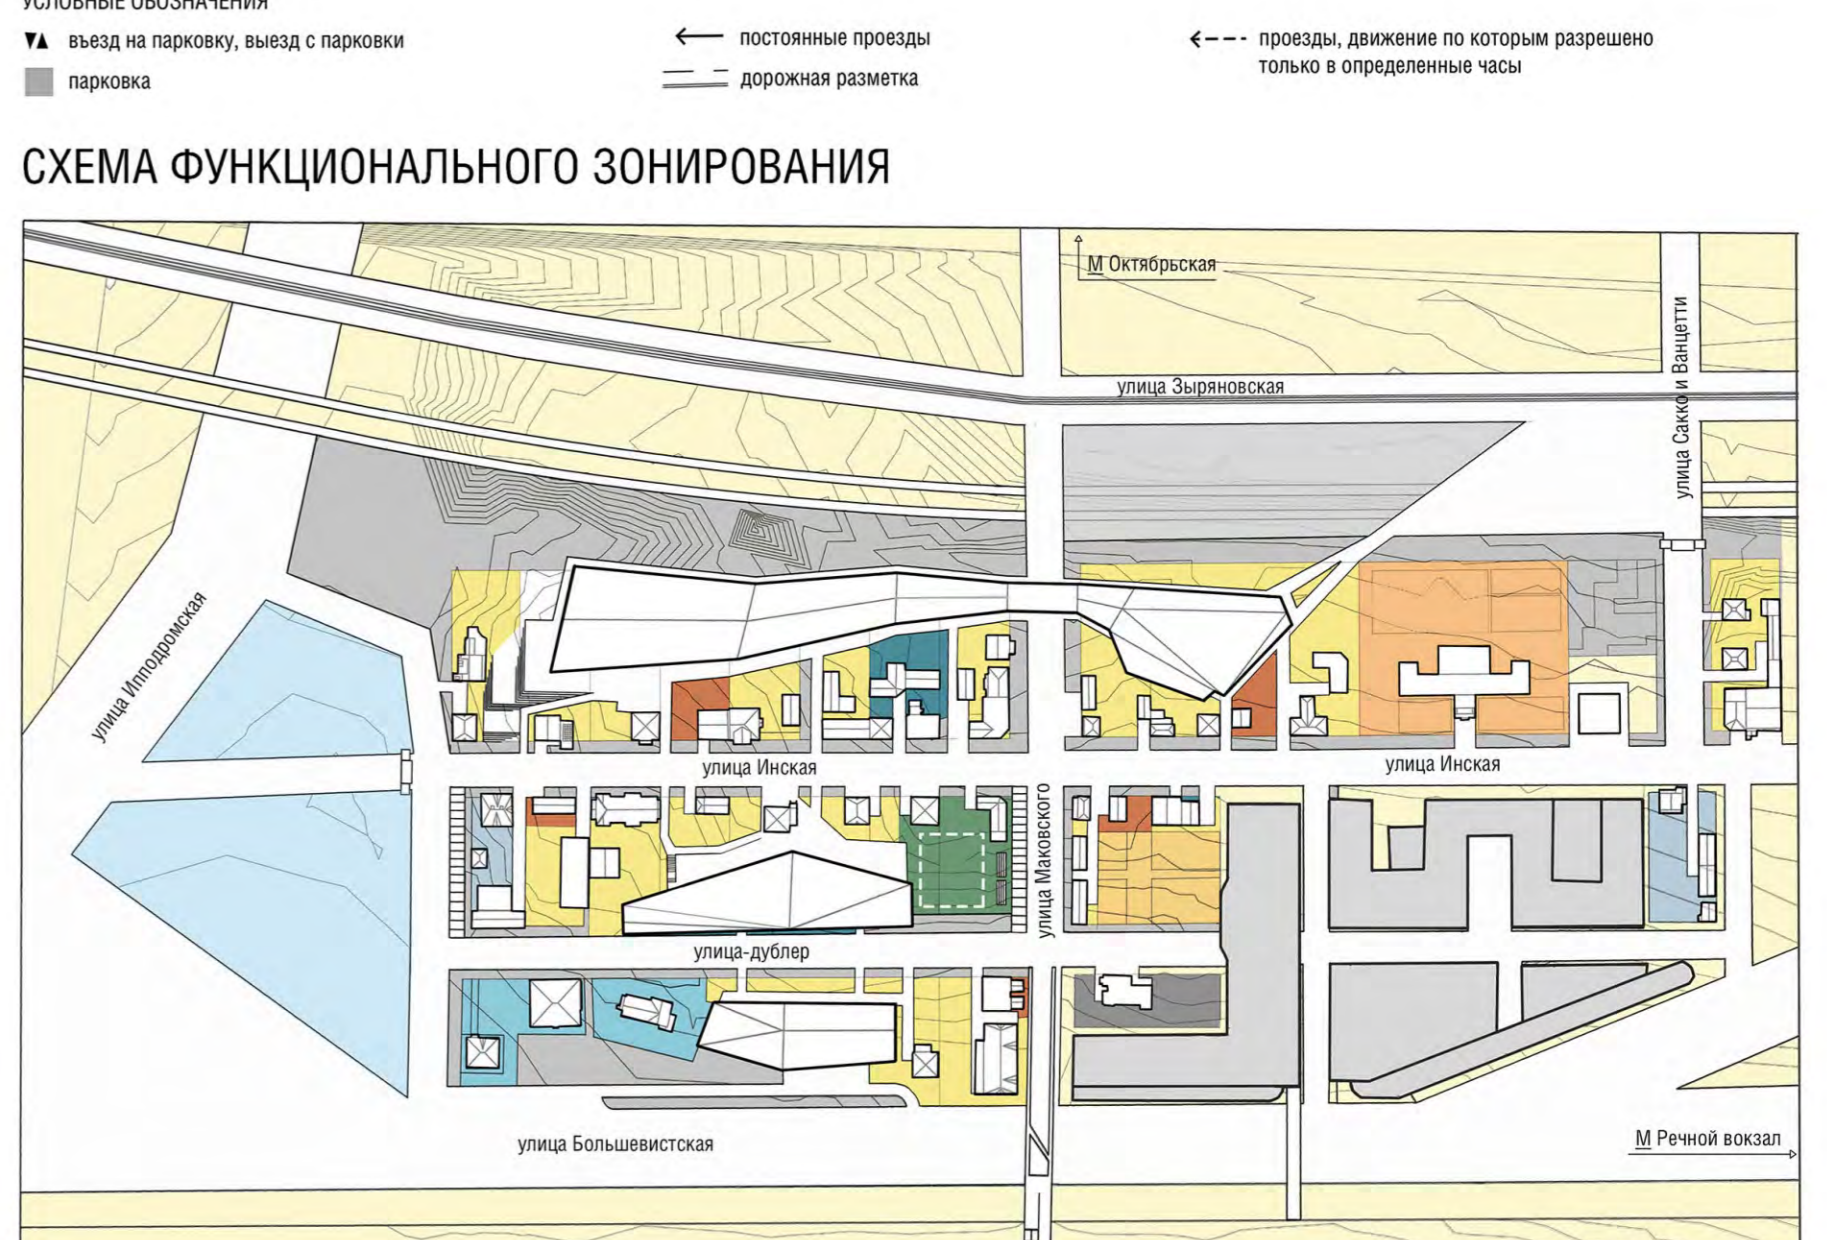 УСЛОВНЫЕ ОБОЗНАЧЕНИЯ
въезд на парковку, выезд с парковки
парковка
постоянные проезды
дорожная разметка
проезды, движение по которым разрешено
только в определенные часы
СХЕМА ФУНКЦИОНАЛЬНОГО ЗОНИРОВАНИЯ
М Октябрьская
улица Зыряновская
улица Сакко и Ванцетти
улица Ипподромская
улица Инская
улица Инская
улица Маковского
улица-дублер
улица Большевистская
М Речной вокзал